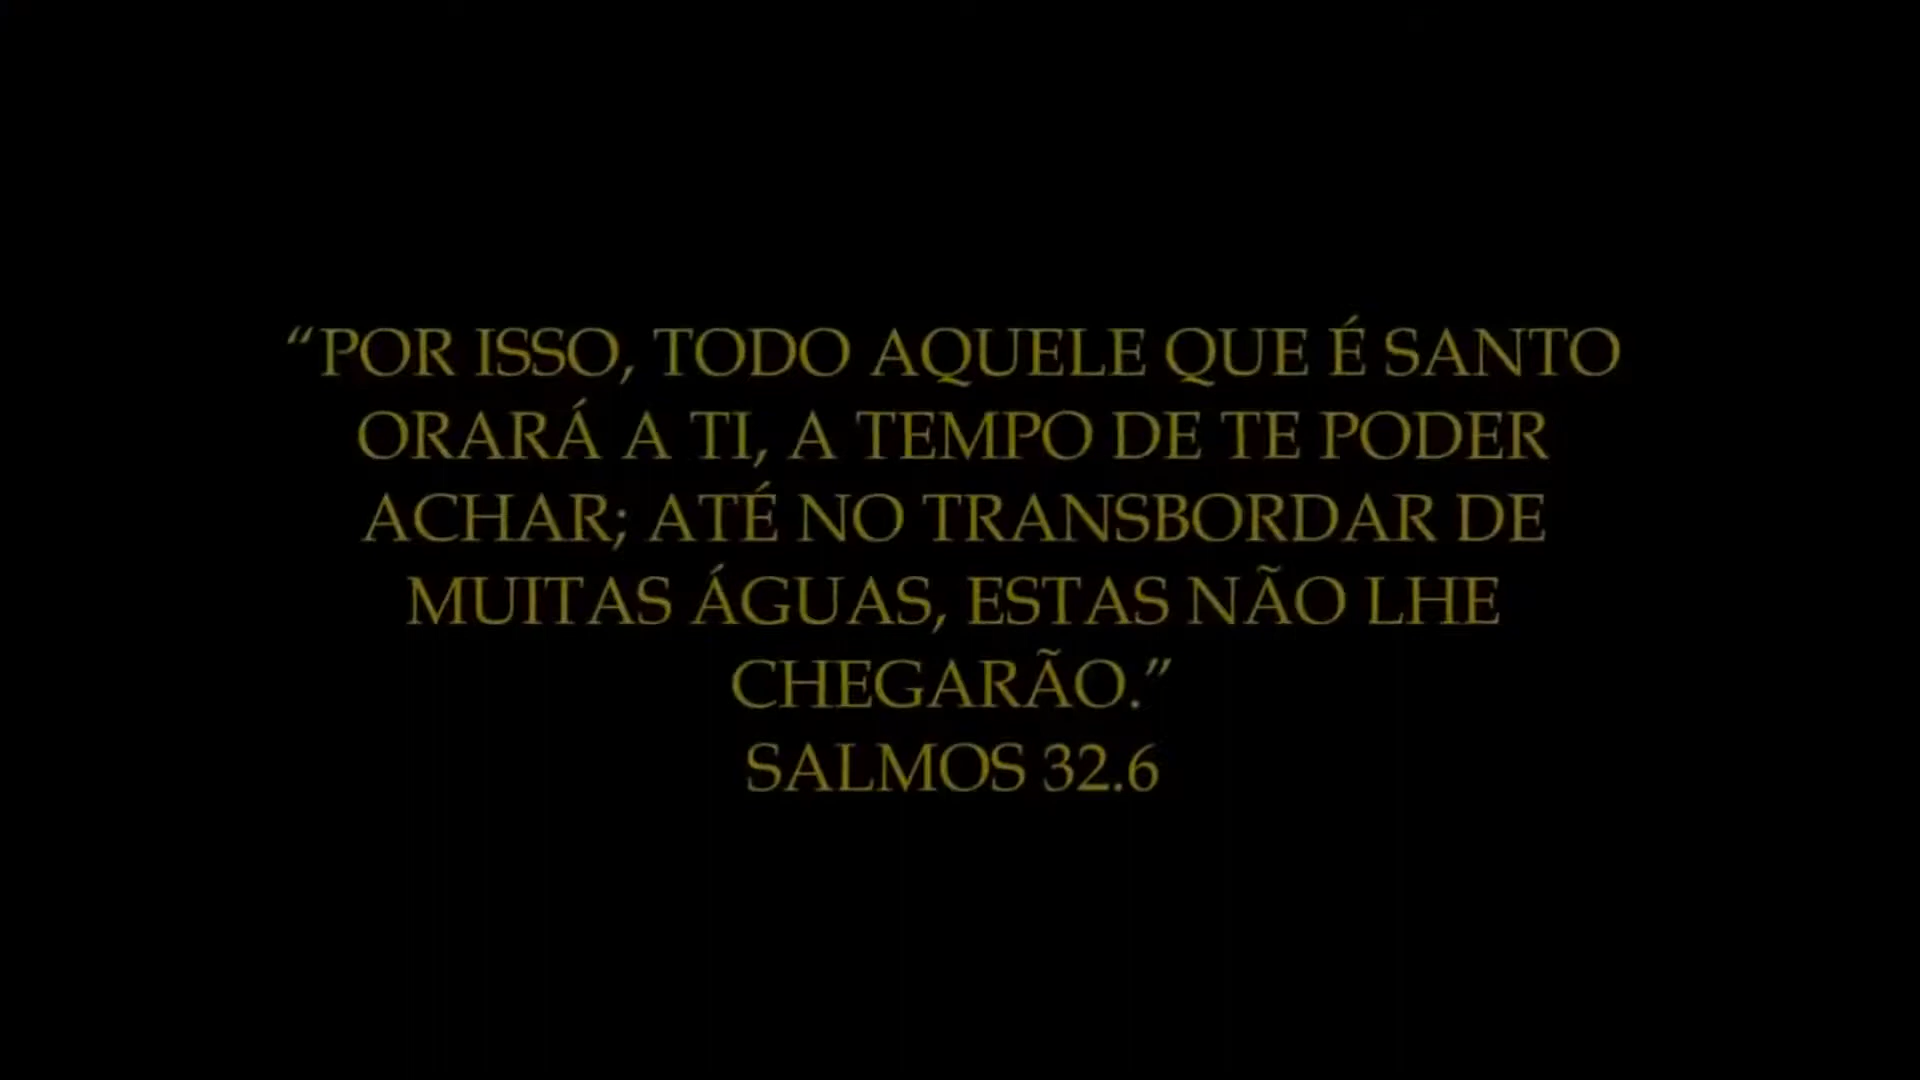 “POR ISSO, TODO AQUELE QUE É SANTO
ORARÁ A TI, A TEMPO DE TE PODER
ACHAR; ATÉ NO TRANSBORDAR DE
MUITAS ÁGUAS, ESTAS NÃO LHE
CHEGARÃO.”
SALMOS 32.6